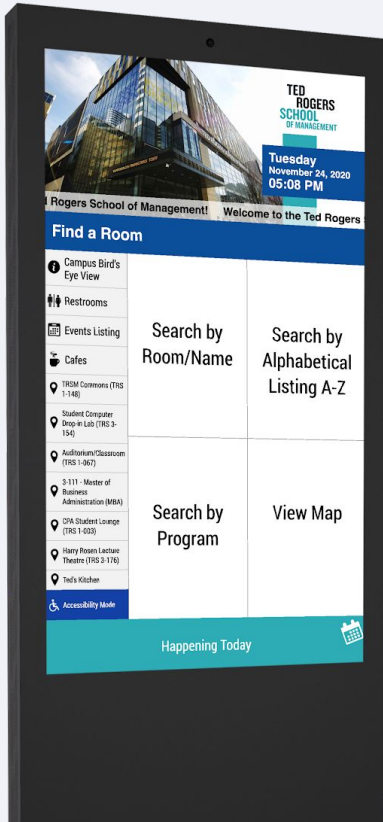 TED
ROGERS
SCHOOL
OF MANAGEMENT
Tuesday
November 24, 2020
05:08 PM
d Rogers School of Management! Welcome to the Ted Rogers S
Find a Room
Campus Bird's
Eye View
Restrooms
Events Listing
Cafes
TRSM Commons (TRS
1-148)
Student Computer
Drop-in Lab (TRS 3-
154)
Auditorium/Classroom
(TRS 1-067)
3-111 - Master of
Business
Administration (MBA)
CPA Student Lounge
(TRS 1-003)
Harry Rosen Lecture
Theatre (TRS 3-176)
Ted's Kitchen
Accessibility Mode
Search by
Room/Name
Search by
Alphabetical
Listing A-Z
Search by
Program
View Map
Happening Today